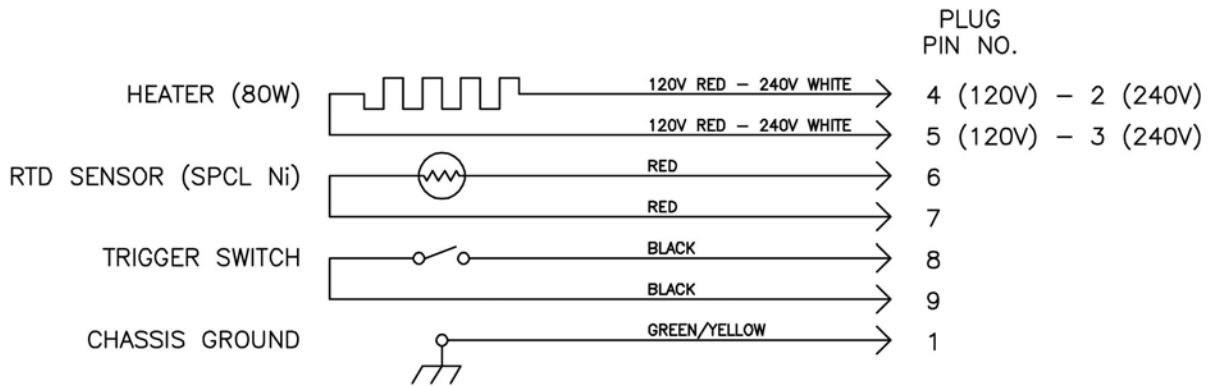 PLUG
PIN NO.
HEATER (80W) 120V RED – 240V WHITE 4 (120V) – 2 (240V)
120V RED – 240V WHITE 5 (120V) – 3 (240V)
RTD SENSOR (SPCL Ni) RED 6
RED 7
TRIGGER SWITCH BLACK 8
BLACK 9
CHASSIS GROUND GREEN/YELLOW 1